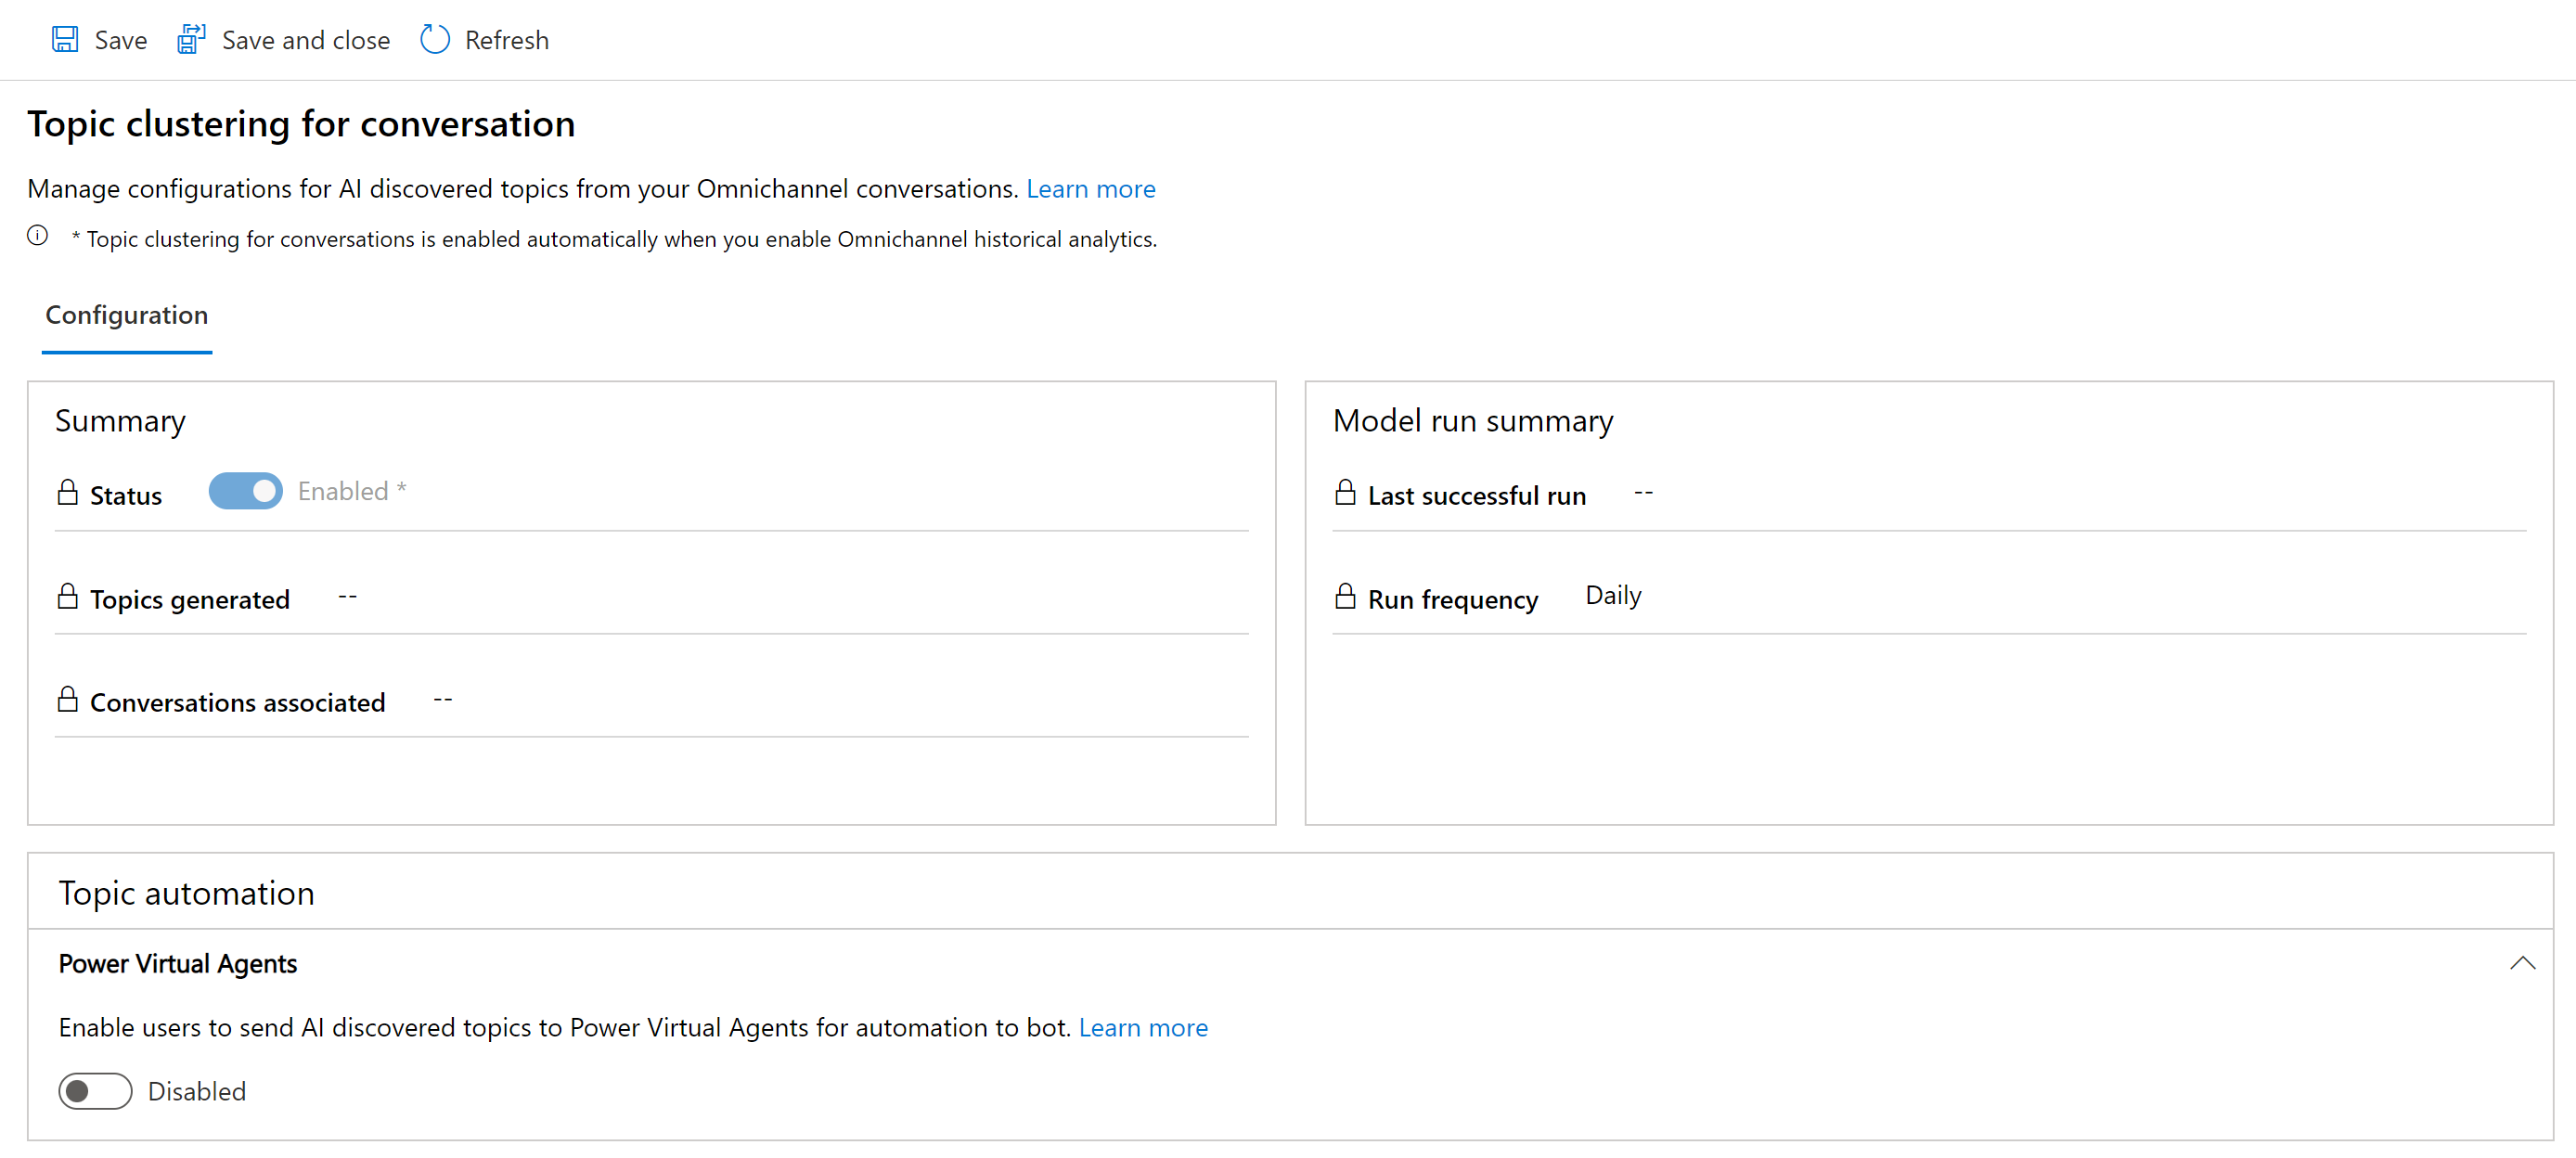 Save Save and close Refresh
Topic clustering for conversation
Manage configurations for AI discovered topics from your Omnichannel conversations. Learn more
* Topic clustering for conversations is enabled automatically when you enable Omnichannel historical analytics.
Configuration
Summary
Status Enabled *
Topics generated --
Conversations associated --
Model run summary
Last successful run --
Run frequency Daily
Topic automation
Power Virtual Agents
Enable users to send AI discovered topics to Power Virtual Agents for automation to bot. Learn more
Disabled